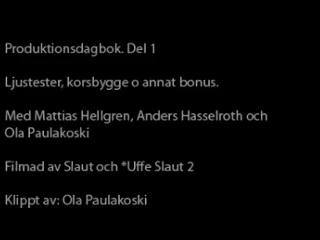 Produktionsdagbok. Del 1
Ljustester, korsbygge o annat bonus.
Med Mattias Hellgren, Anders Hasselroth och
Ola Paulakoski
Filmad av Slaut och *Uffe Slaut 2
Klippt av: Ola Paulakoski